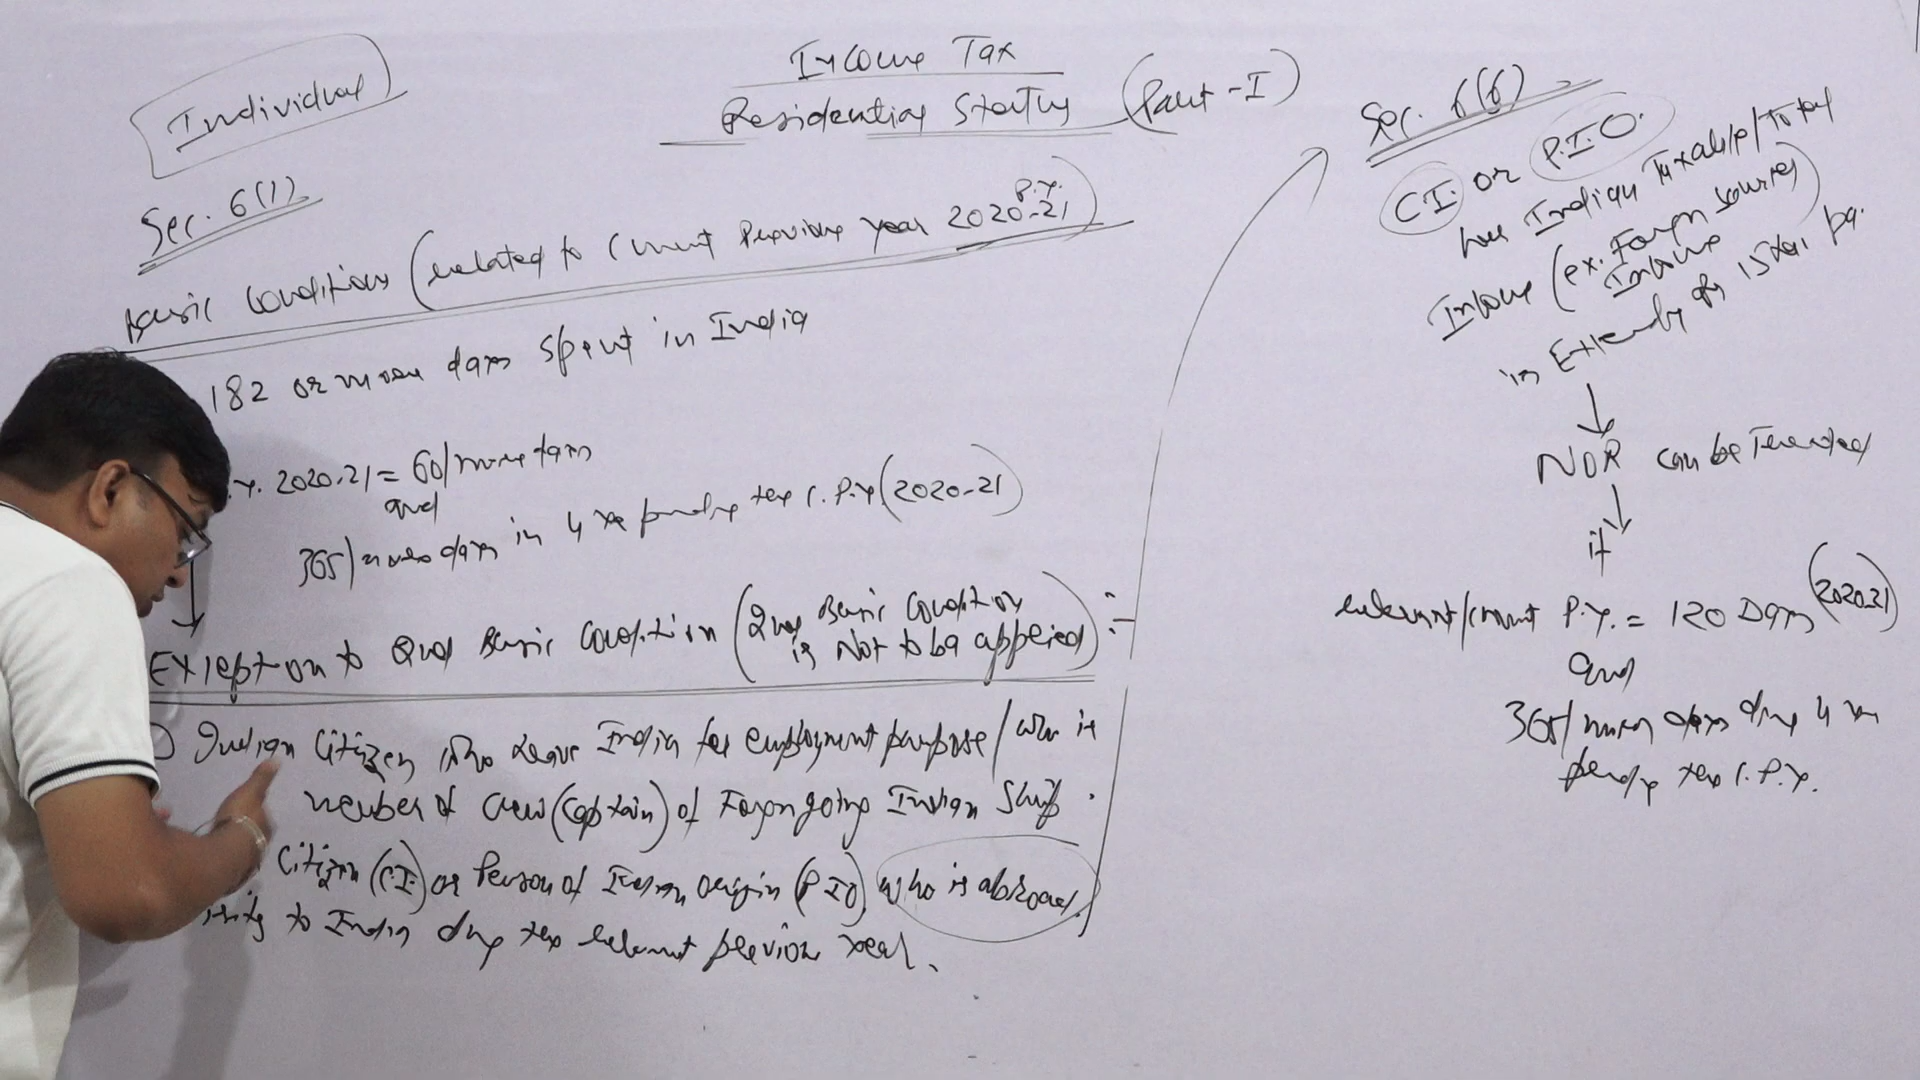 Income Tax
Residential Status (Part-I)
Individual
Sec. 6(1)
Basic Conditions (related to Current Previous year 2020-21)
P.Y.
182 or more days spent in India
.Y. 2020-21 = 60/more days
and
365/more days in 4 yrs preceding the C.P.Y (2020-21)
Exception to 2nd Basic Condition (2nd Basic Condition is Not to be applied) :-
Indian Citizen who leave India for employment purpose / who is
member of crew (Captain) of Foreign going Indian Ship.
Citizen (C.I.) or Person of Indian origin (PIO) who is abroad,
to India during the relevant previous year.
Sec. 6(6)
C.I. or P.I.O.
has Indian Taxable/Total
Income (ex. Foreign Sources
Income)
in Exceeding of 15
NOR can be Treated
if
relevant/current P.Y. = 120 Days (2020-21)
and
365/more days during 4 yrs
preceding the C.P.Y.